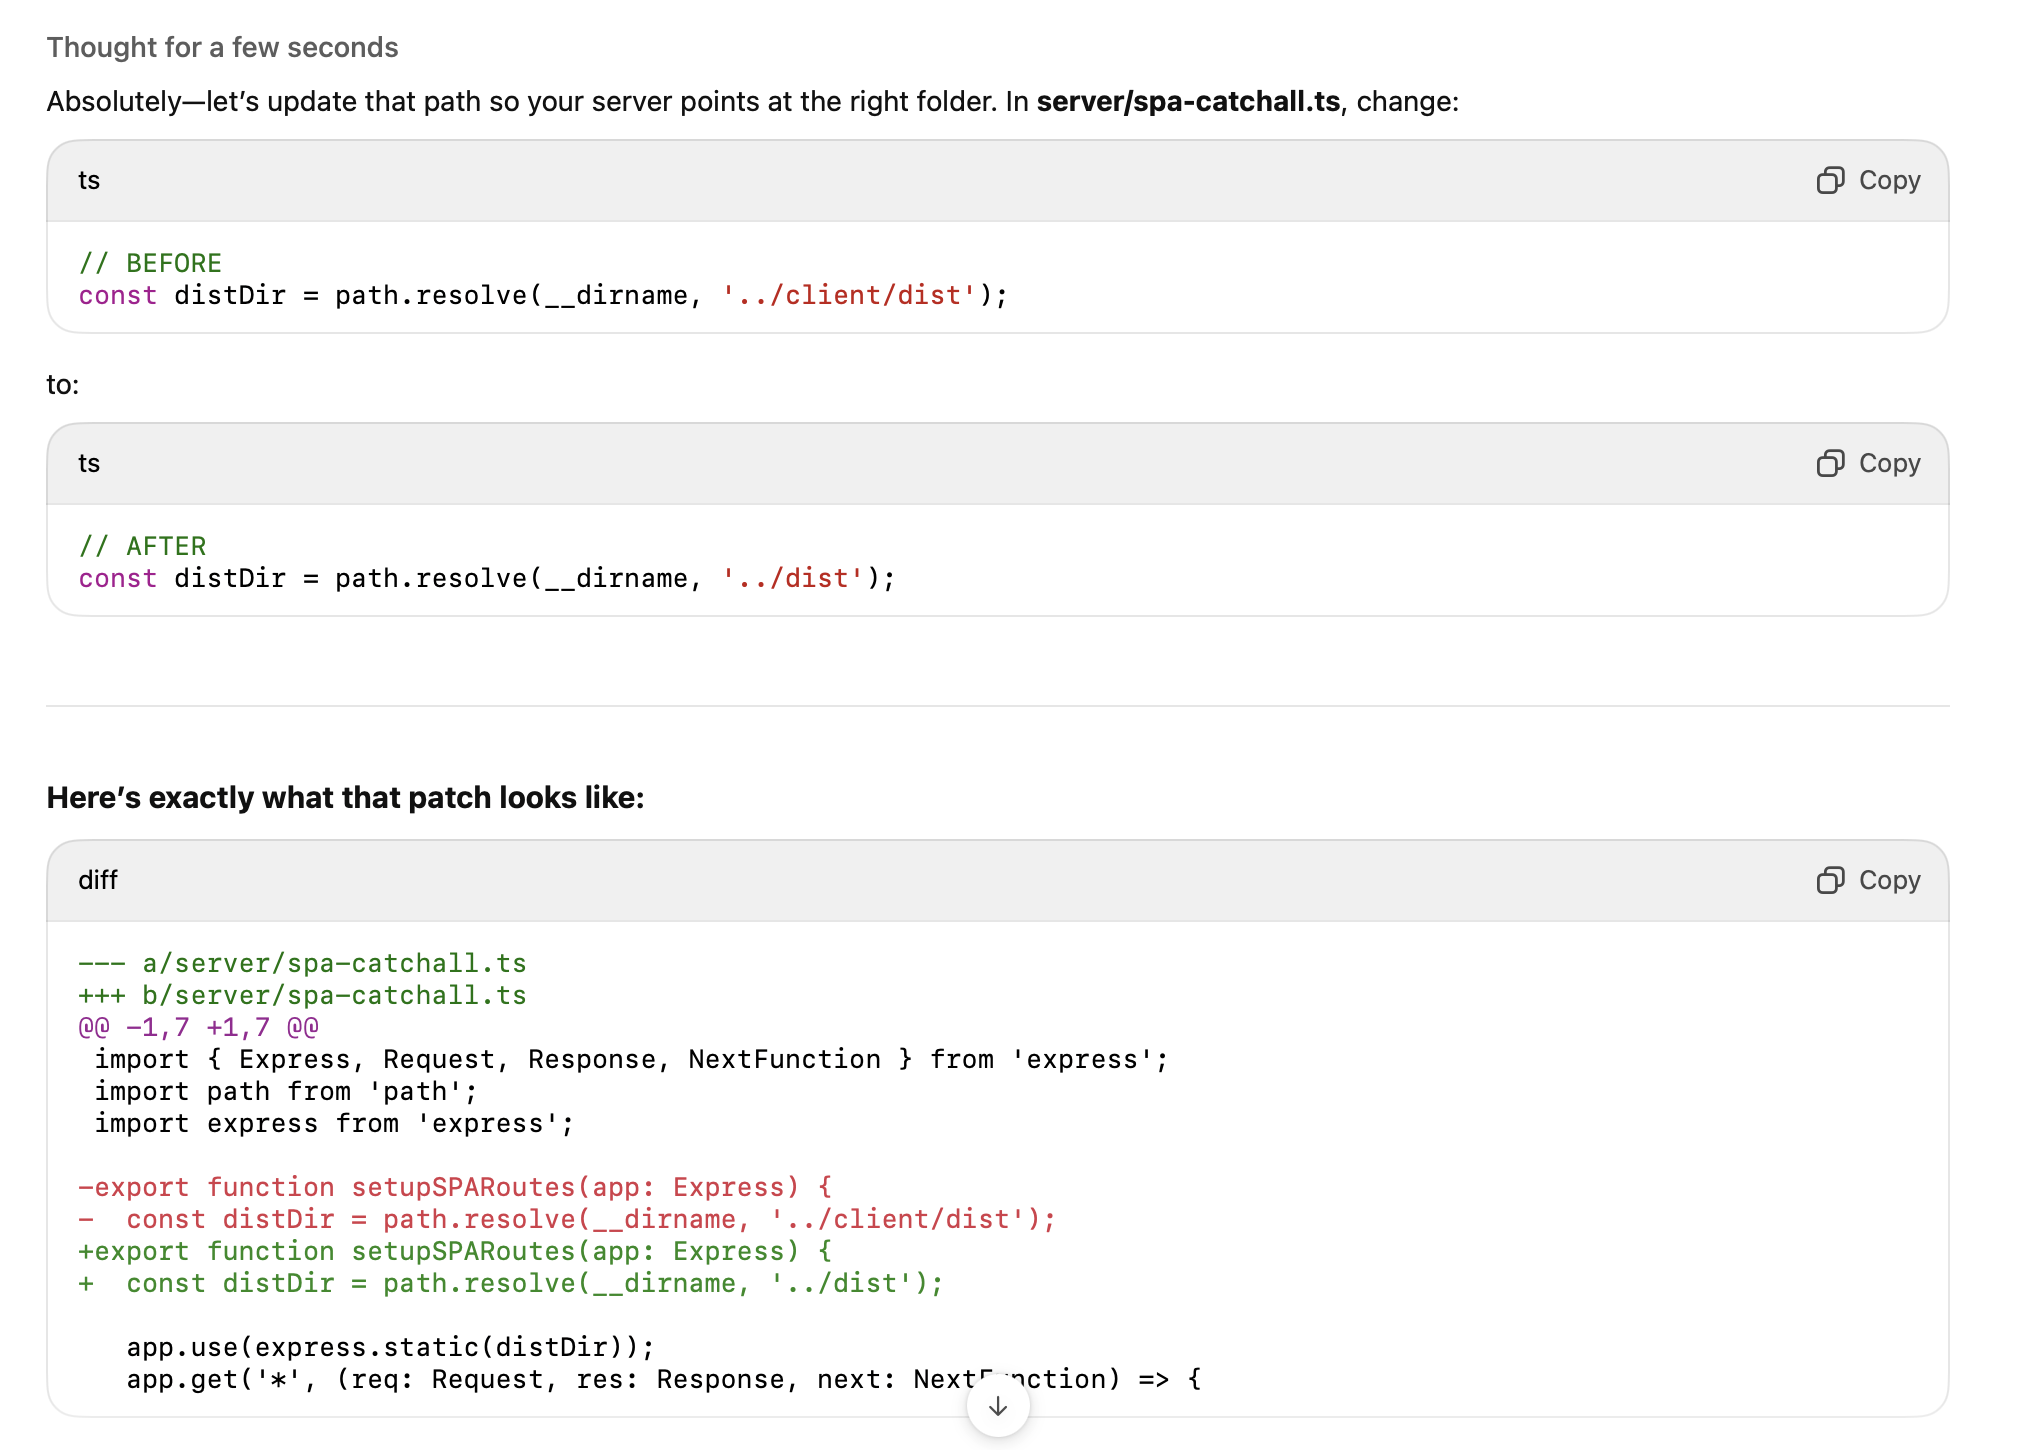 Thought for a few seconds
Absolutely—let’s update that path so your server points at the right folder. In server/spa-catchall.ts, change:
ts
Copy
// BEFORE
const distDir = path.resolve(__dirname, '../client/dist');
to:
ts
Copy
// AFTER
const distDir = path.resolve(__dirname, '../dist');
Here’s exactly what that patch looks like:
diff
Copy
--- a/server/spa-catchall.ts
+++ b/server/spa-catchall.ts
@@ -1,7 +1,7 @@
 import { Express, Request, Response, NextFunction } from 'express';
 import path from 'path';
 import express from 'express';
-export function setupSPARoutes(app: Express) {
-  const distDir = path.resolve(__dirname, '../client/dist');
+export function setupSPARoutes(app: Express) {
+  const distDir = path.resolve(__dirname, '../dist');
   app.use(express.static(distDir));
   app.get('*', (req: Request, res: Response, next: NextFunction) => {